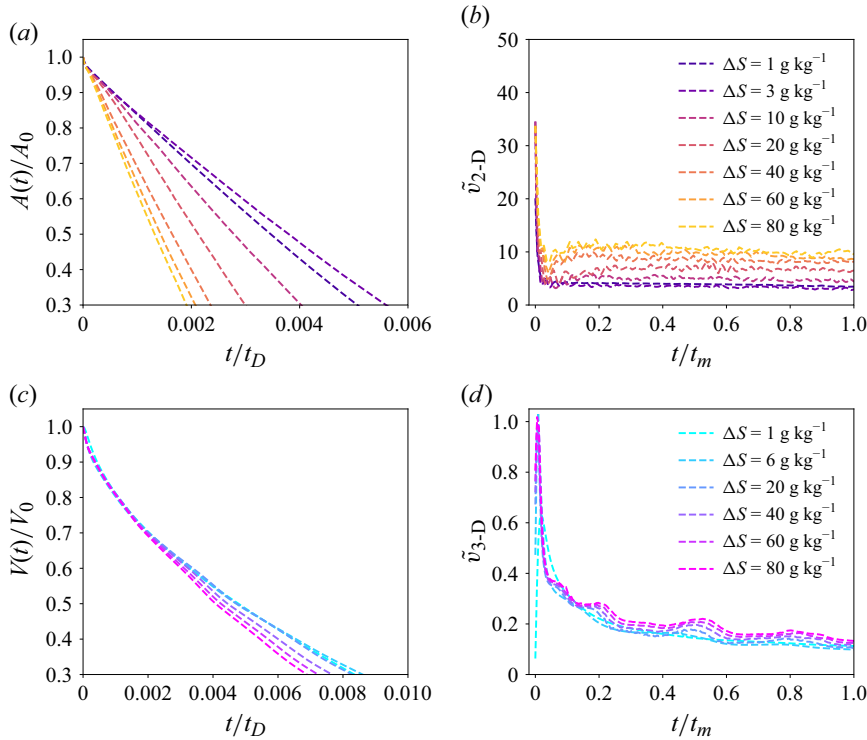 (a)
1.0
0.9
0.8
0.7
0.6
0.5
0.4
0.3
A(t)/A₀
0
0.002
0.004
0.006
t/t_D
(b)
50
40
30
20
10
0
ṽ₂₋D
0
0.2
0.4
0.6
0.8
1.0
t/t_m
ΔS = 1 g kg⁻¹
ΔS = 3 g kg⁻¹
ΔS = 10 g kg⁻¹
ΔS = 20 g kg⁻¹
ΔS = 40 g kg⁻¹
ΔS = 60 g kg⁻¹
ΔS = 80 g kg⁻¹
(c)
1.0
0.9
0.8
0.7
0.6
0.5
0.4
0.3
V(t)/V₀
0
0.002
0.004
0.006
0.008
0.010
t/t_D
(d)
1.0
0.8
0.6
0.4
0.2
0
ṽ₃₋D
0
0.2
0.4
0.6
0.8
1.0
t/t_m
ΔS = 1 g kg⁻¹
ΔS = 6 g kg⁻¹
ΔS = 20 g kg⁻¹
ΔS = 40 g kg⁻¹
ΔS = 60 g kg⁻¹
ΔS = 80 g kg⁻¹